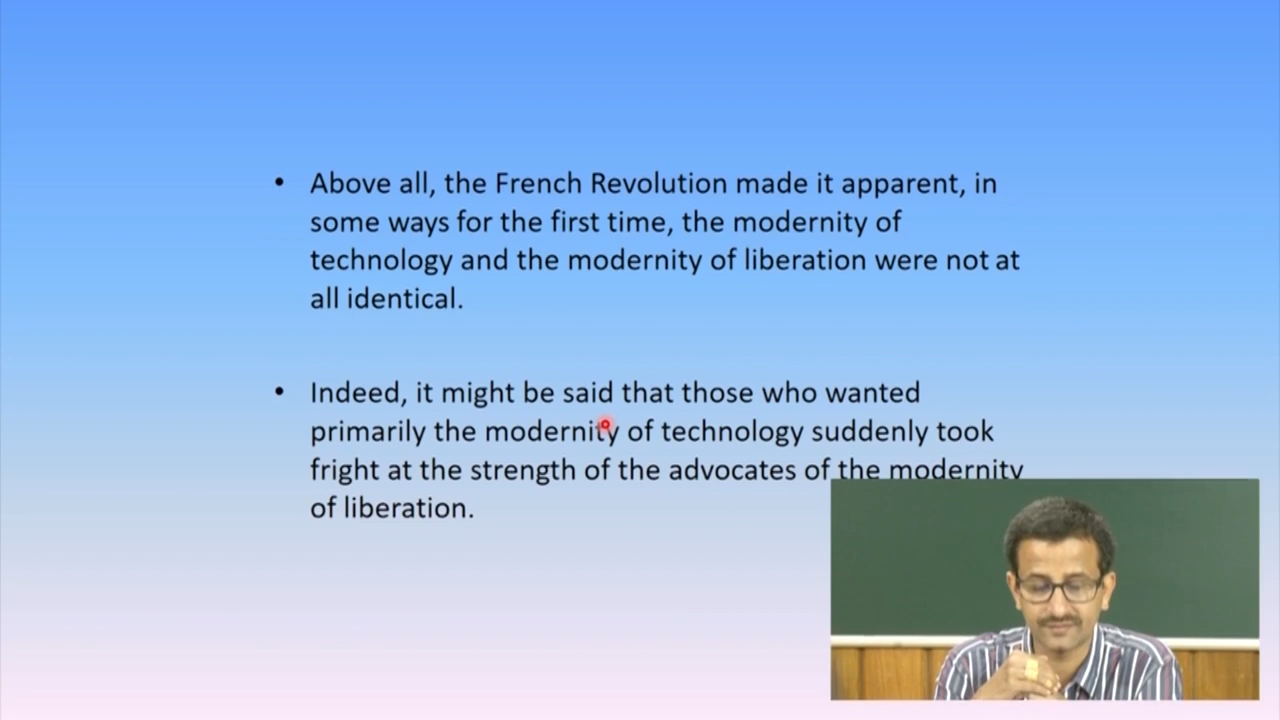 • Above all, the French Revolution made it apparent, in
some ways for the first time, the modernity of
technology and the modernity of liberation were not at
all identical.
• Indeed, it might be said that those who wanted
primarily the modernity of technology suddenly took
fright at the strength of the advocates of the modernity
of liberation.